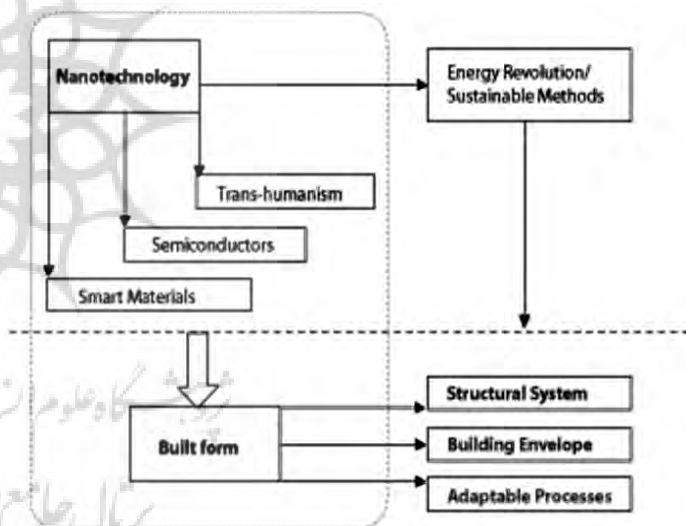 Nanotechnology
Energy Revolution/
Sustainable Methods
Trans-humanism
Semiconductors
Smart Materials
Structural System
Built form
Building Envelope
Adaptable Processes